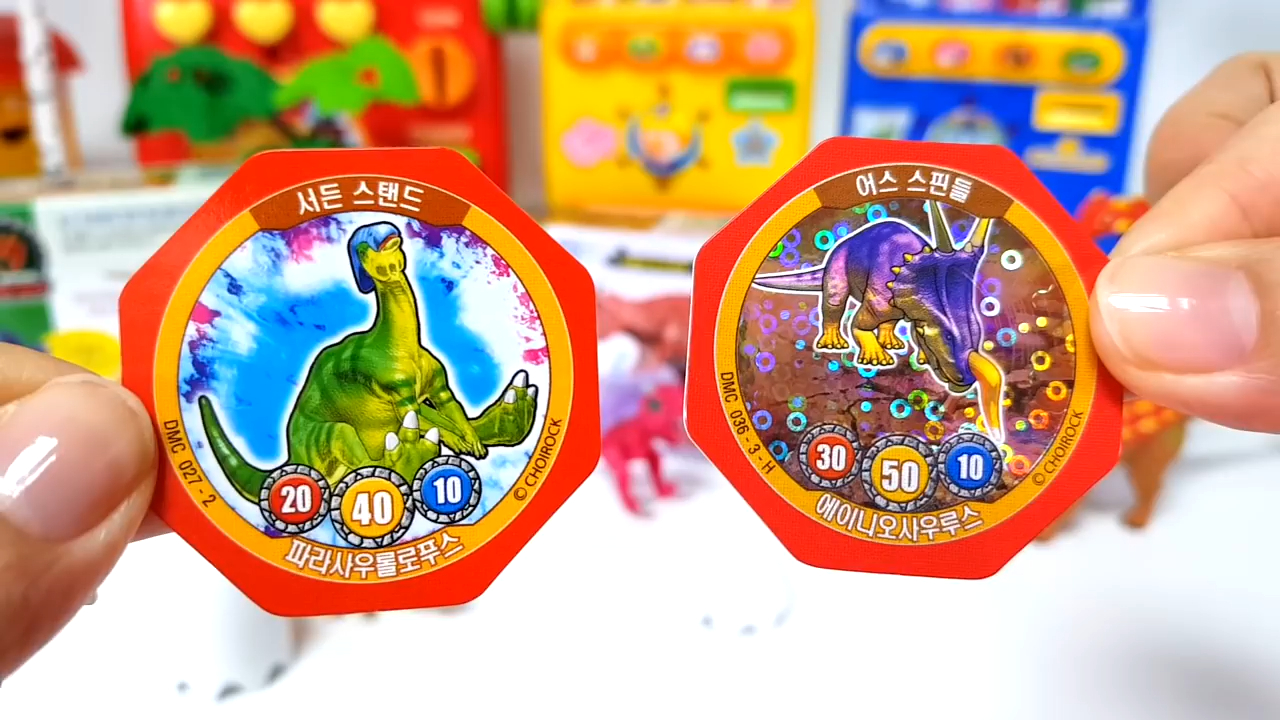 서든 스탠드
DMC 027-2
20
40
10
© CHOIROCK
파라사우롤로푸스
어스 스핀들
DMC 036-3-H
30
50
10
© CHOIROCK
에이니오사우루스